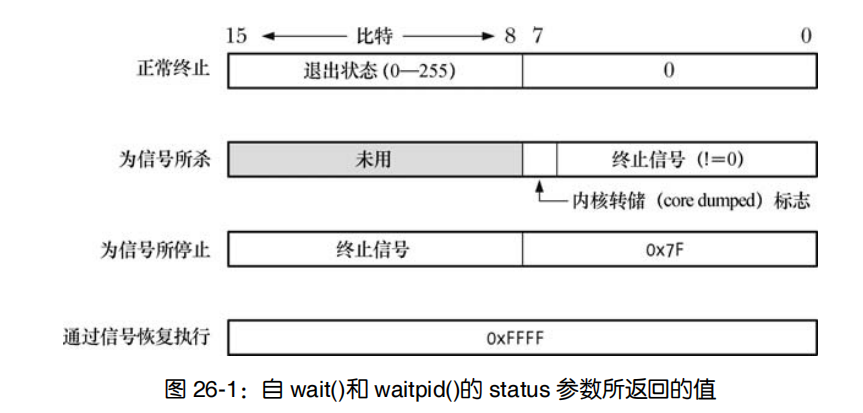 15 比特 8 7 0
正常终止 退出状态(0—255) 0
为信号所杀 未用 终止信号(!=0)
内核转储(core dumped)标志
为信号所停止 终止信号 0x7F
通过信号恢复执行 0xFFFF
图 26-1：自 wait()和 waitpid()的 status 参数所返回的值